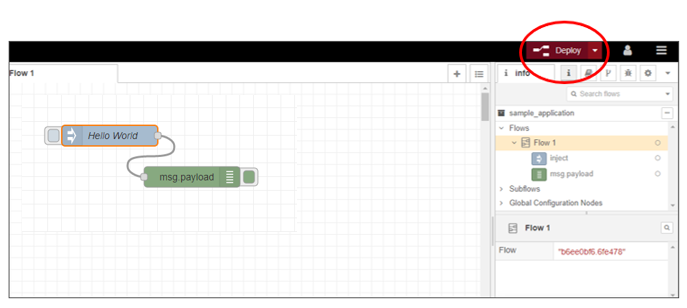 Deploy
Flow 1
info
Search flows
Hello World
msg.payload
sample_application
Flows
Flow 1
inject
msg payload
Subflows
Global Configuration Nodes
Flow 1
Flow
"b6ee0bf6.6fe478"